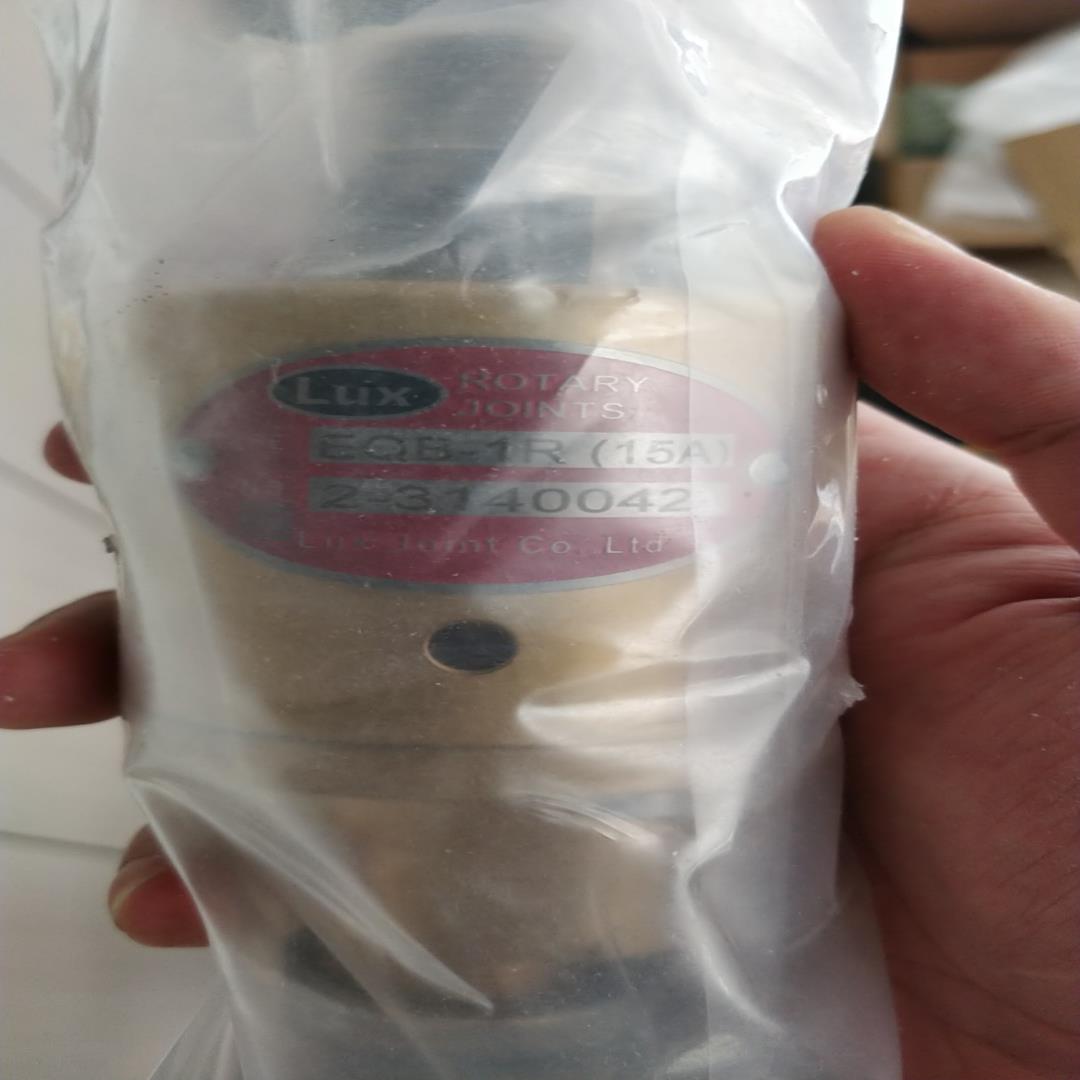 Lux ROTARY
JOINTS
EQB-1R (15A)
2-3140042
Lux Joint Co. Ltd